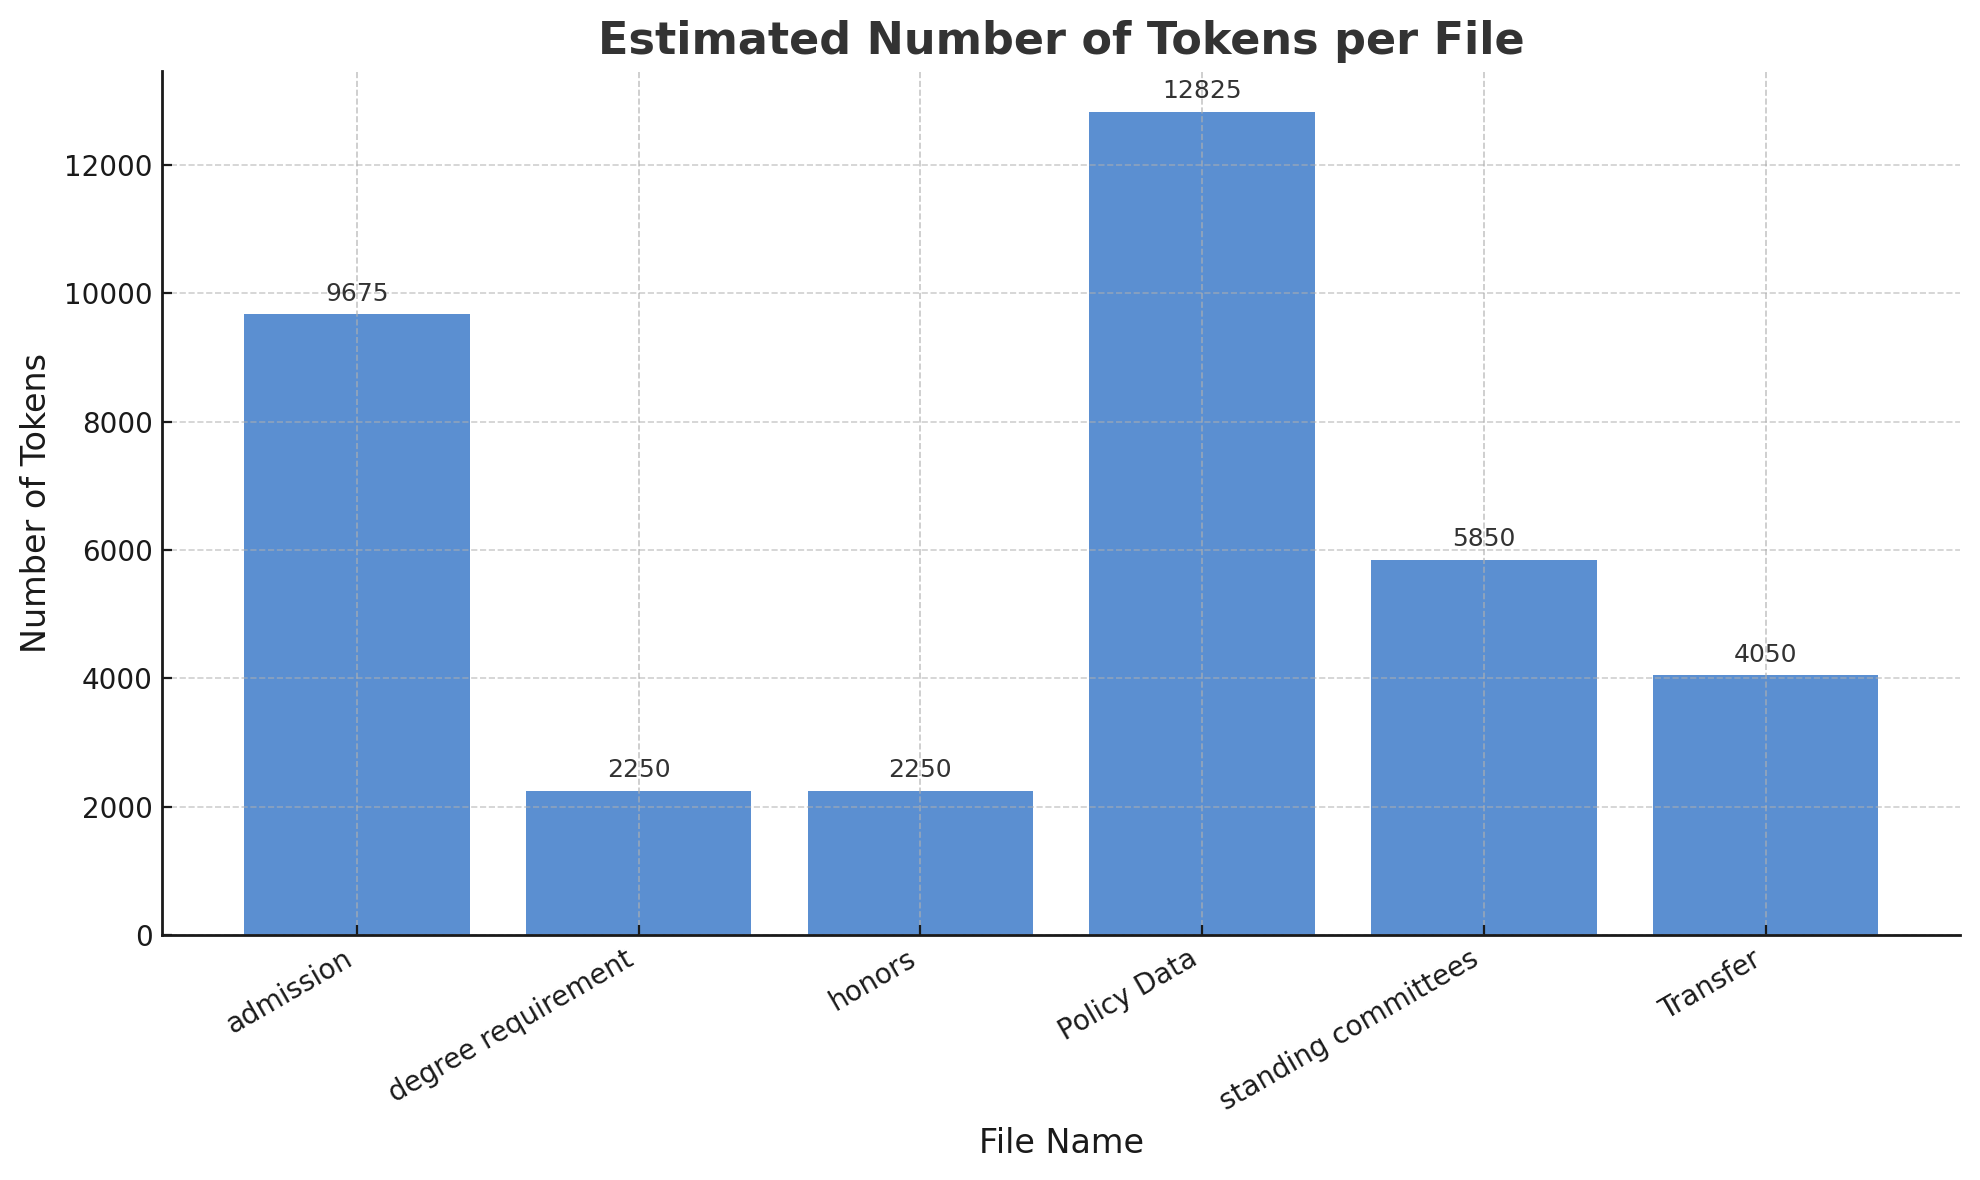 Estimated Number of Tokens per File
Number of Tokens
12000
10000
8000
6000
4000
2000
0
9675
2250
2250
12825
5850
4050
admission
degree requirement
honors
Policy Data
standing committees
Transfer
File Name